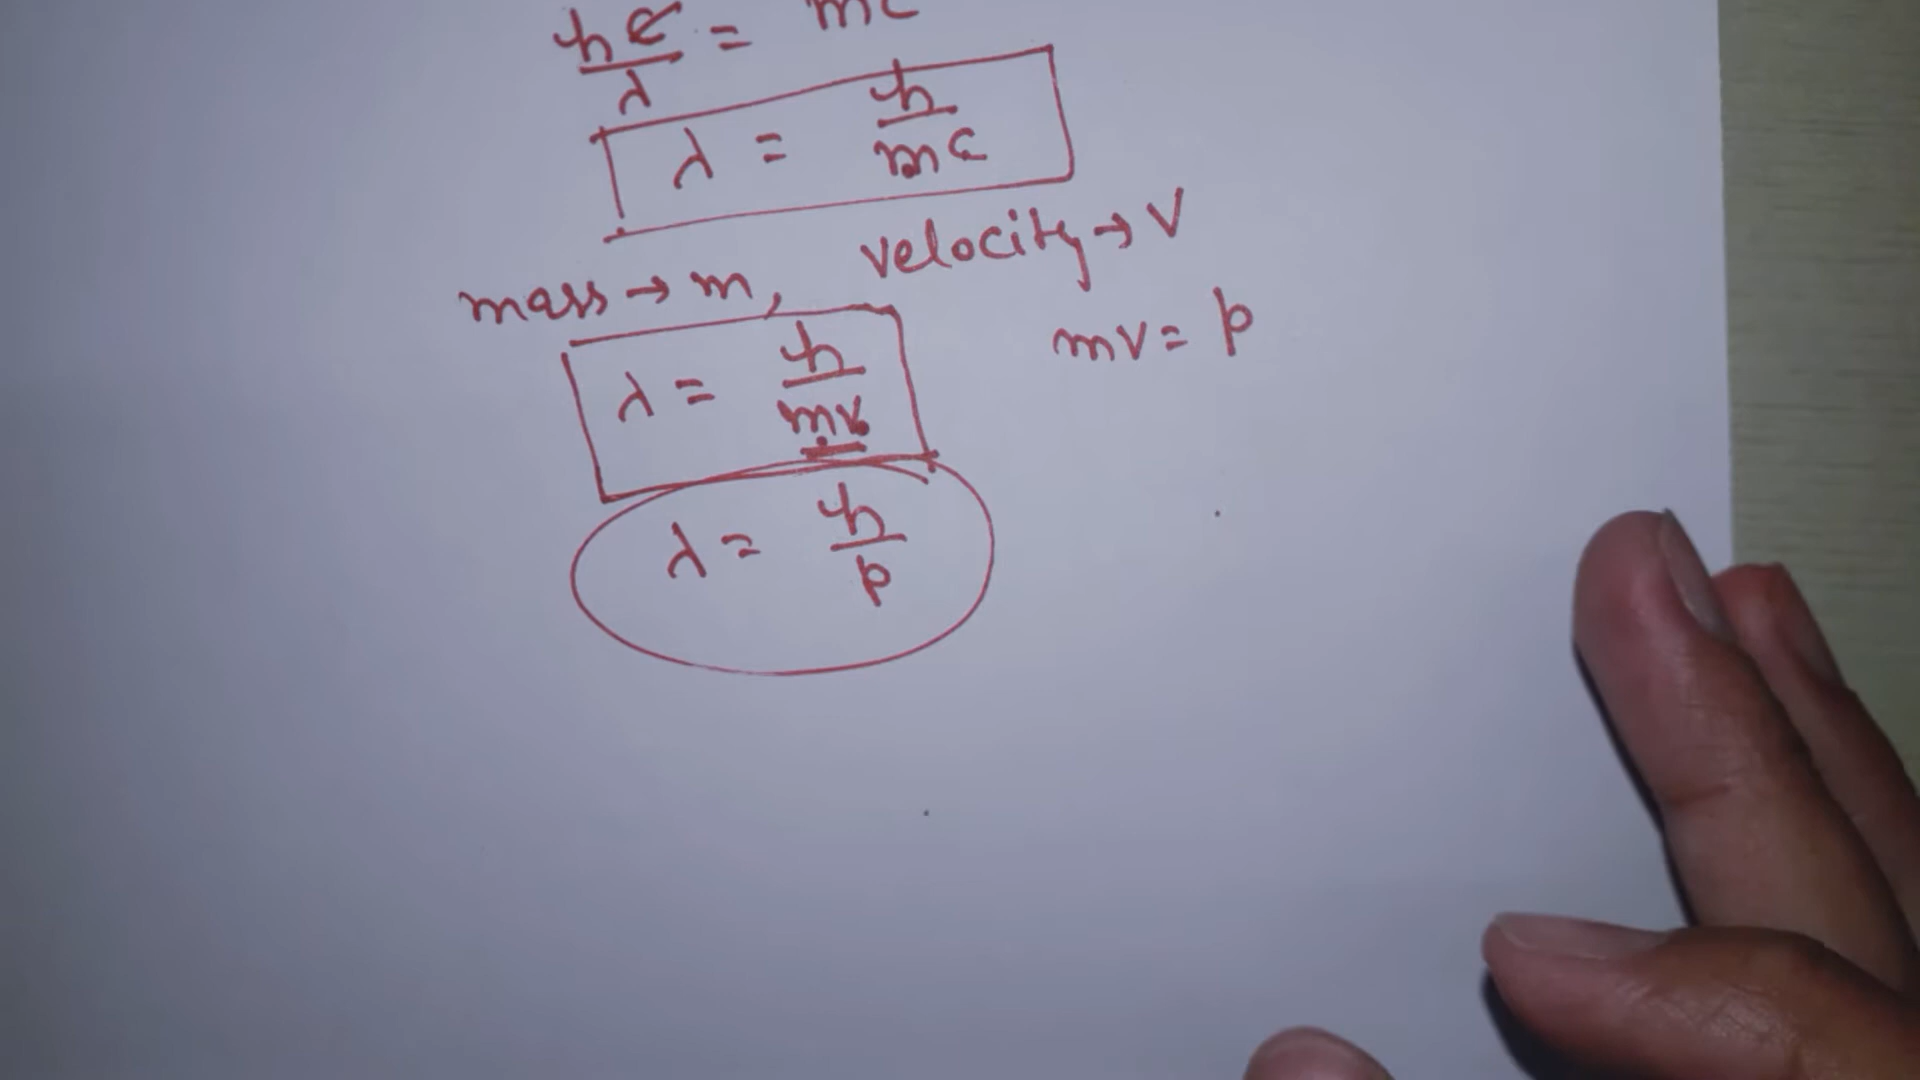 hc/λ = mc
λ = h/mc
mass → m, velocity → v
λ = h/mv mv = p
λ = h/p